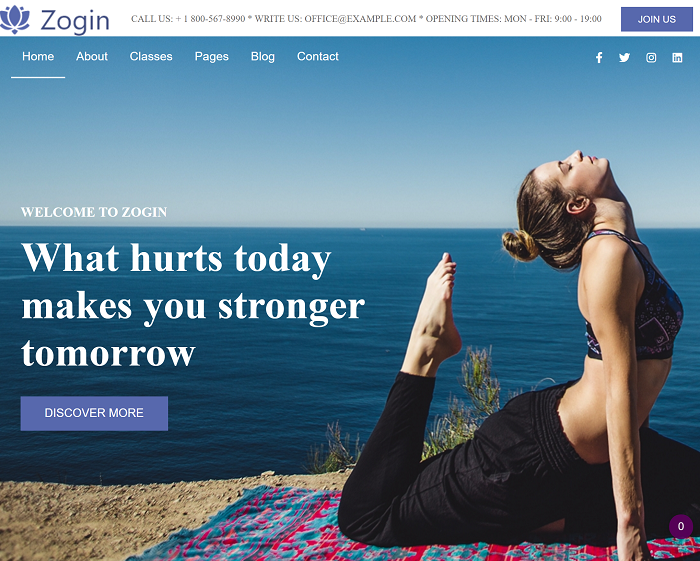 Zogin
CALL US: + 1 800-567-8990 * WRITE US: OFFICE@EXAMPLE.COM * OPENING TIMES: MON - FRI: 9:00 - 19:00
JOIN US
Home About Classes Pages Blog Contact
WELCOME TO ZOGIN
What hurts today
makes you stronger
tomorrow
DISCOVER MORE
0